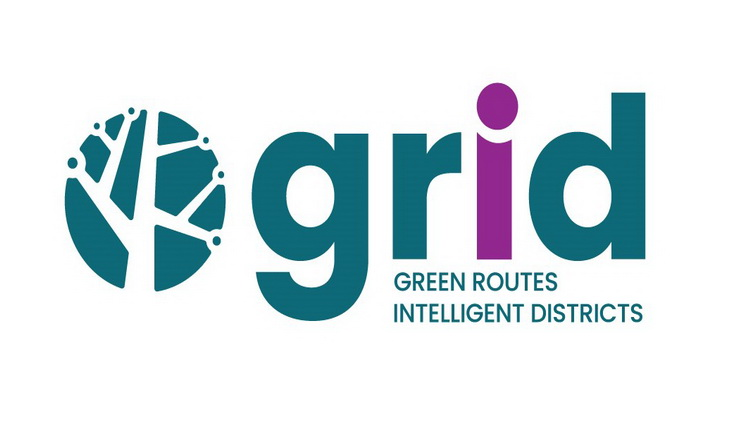 grid
GREEN ROUTES
INTELLIGENT DISTRICTS